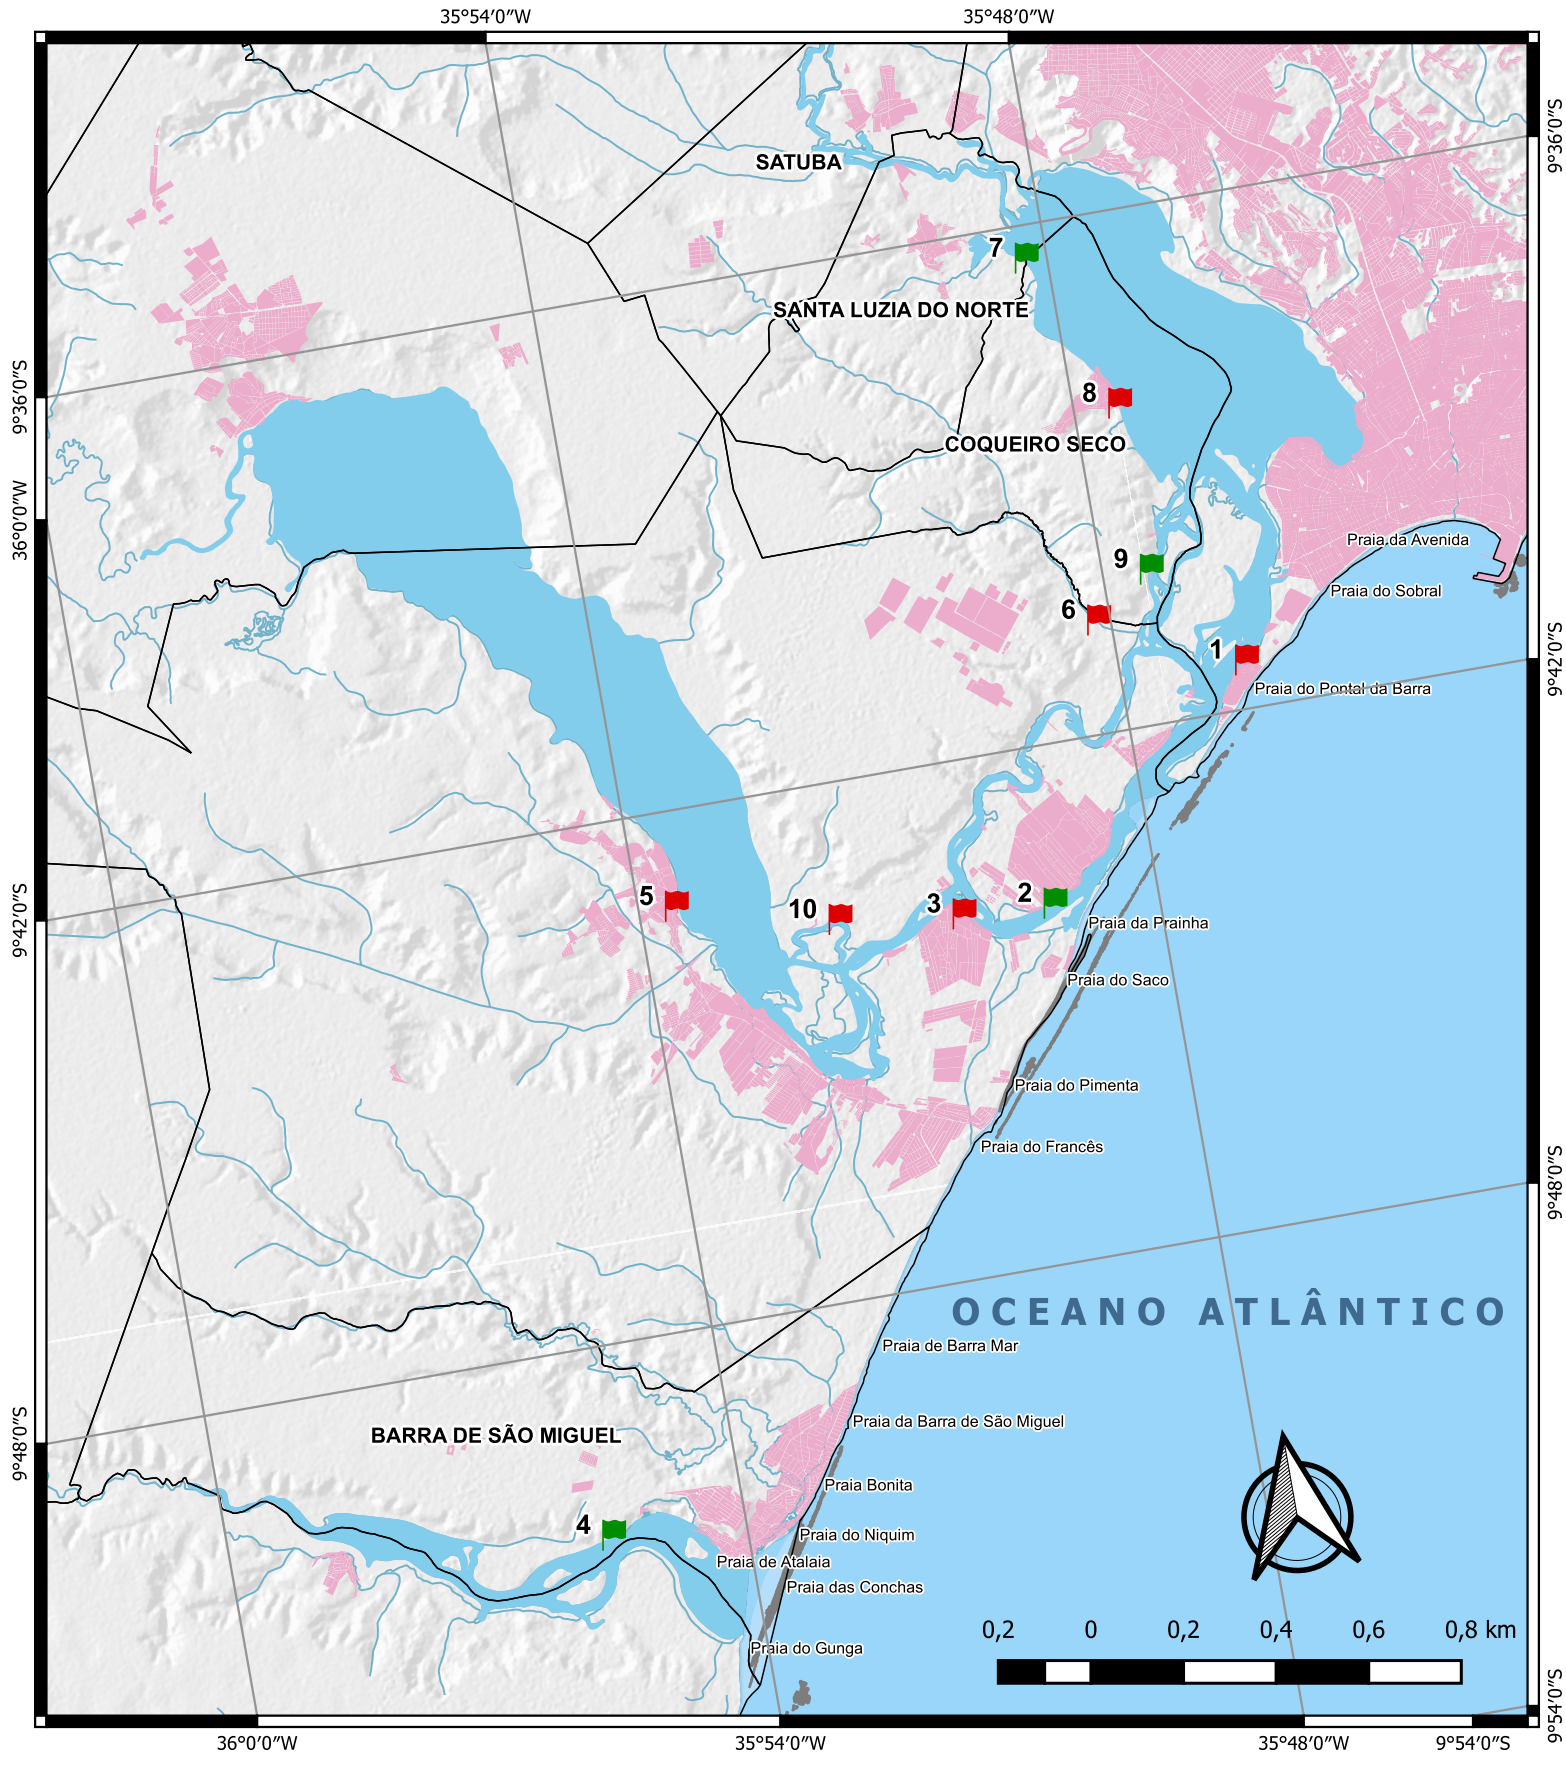 35°54′0″W
35°48′0″W
9°36′0″S
SATUBA
7
SANTA LUZIA DO NORTE
9°36′0″S
8
COQUEIRO SECO
36°0′0″W
Praia da Avenida
9
Praia do Sobral
6
1
9°42′0″S
Praia do Pontal da Barra
5
10
3
2
9°42′0″S
Praia da Prainha
Praia do Saco
Praia do Pimenta
Praia do Francês
9°48′0″S
OCEANO ATLÂNTICO
Praia de Barra Mar
Praia da Barra de São Miguel
BARRA DE SÃO MIGUEL
9°48′0″S
Praia Bonita
4
Praia do Niquim
Praia de Atalaia
Praia das Conchas
Praia do Gunga
0,2 0 0,2 0,4 0,6 0,8 km
9°54′0″S
36°0′0″W
35°54′0″W
35°48′0″W
9°54′0″S